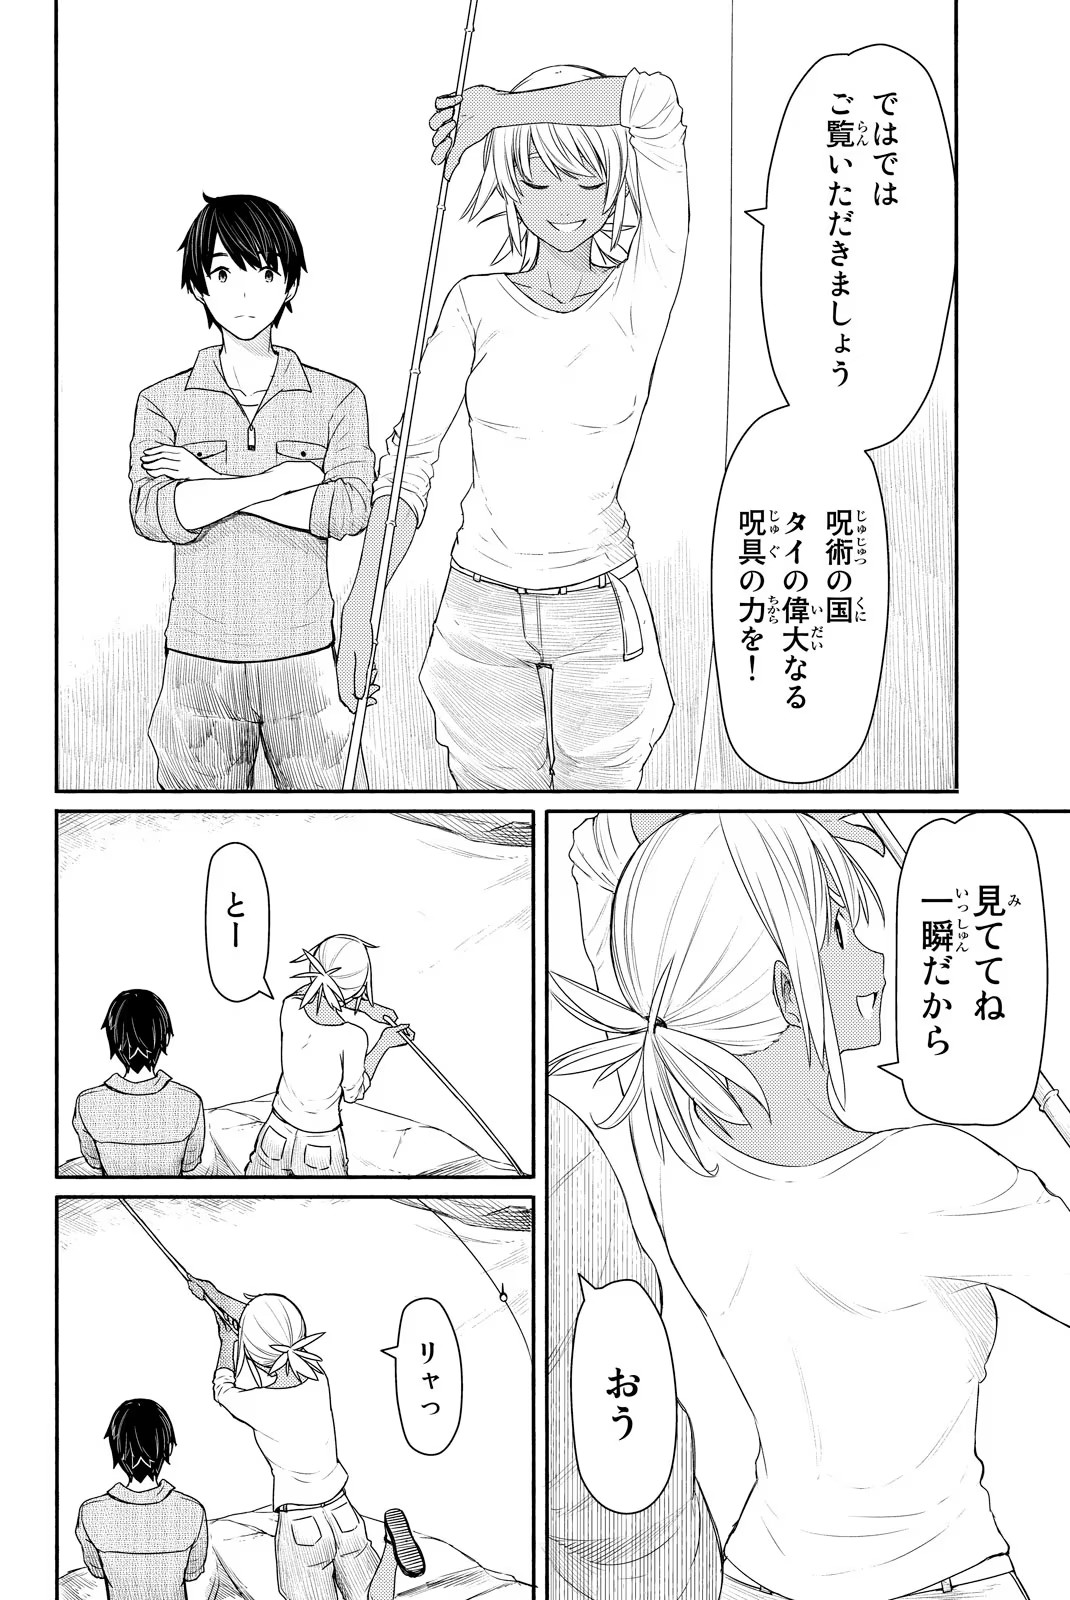 ではでは
ご覧いただきましょう
呪術の国
タイの偉大なる
呪具の力を！
見ててね
一瞬だから
おう
とー
リャっ